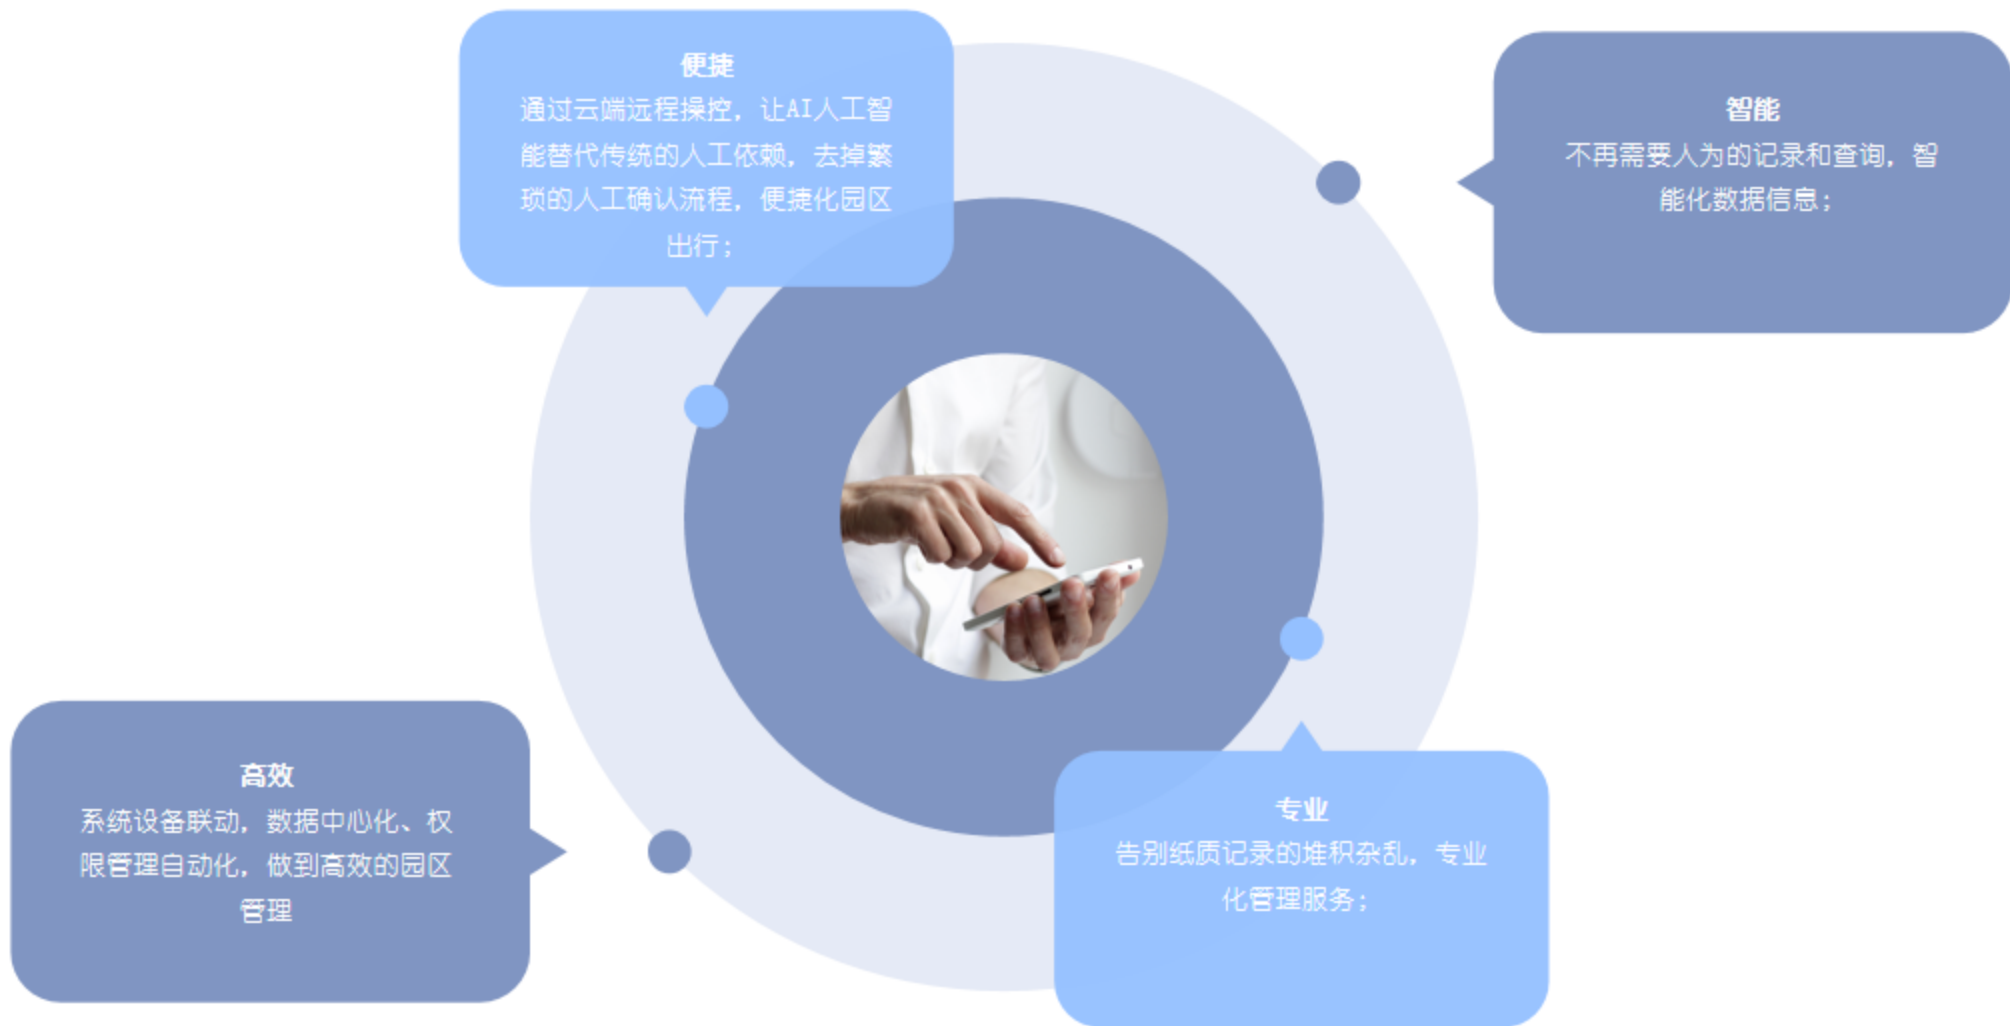 便捷
通过云端远程操控，让AI人工智
能替代传统的人工依赖，去掉繁
琐的人工确认流程，便捷化园区
出行；
智能
不再需要人为的记录和查询，智
能化数据信息；
高效
系统设备联动，数据中心化、权
限管理自动化，做到高效的园区
管理
专业
告别纸质记录的堆积杂乱，专业
化管理服务；